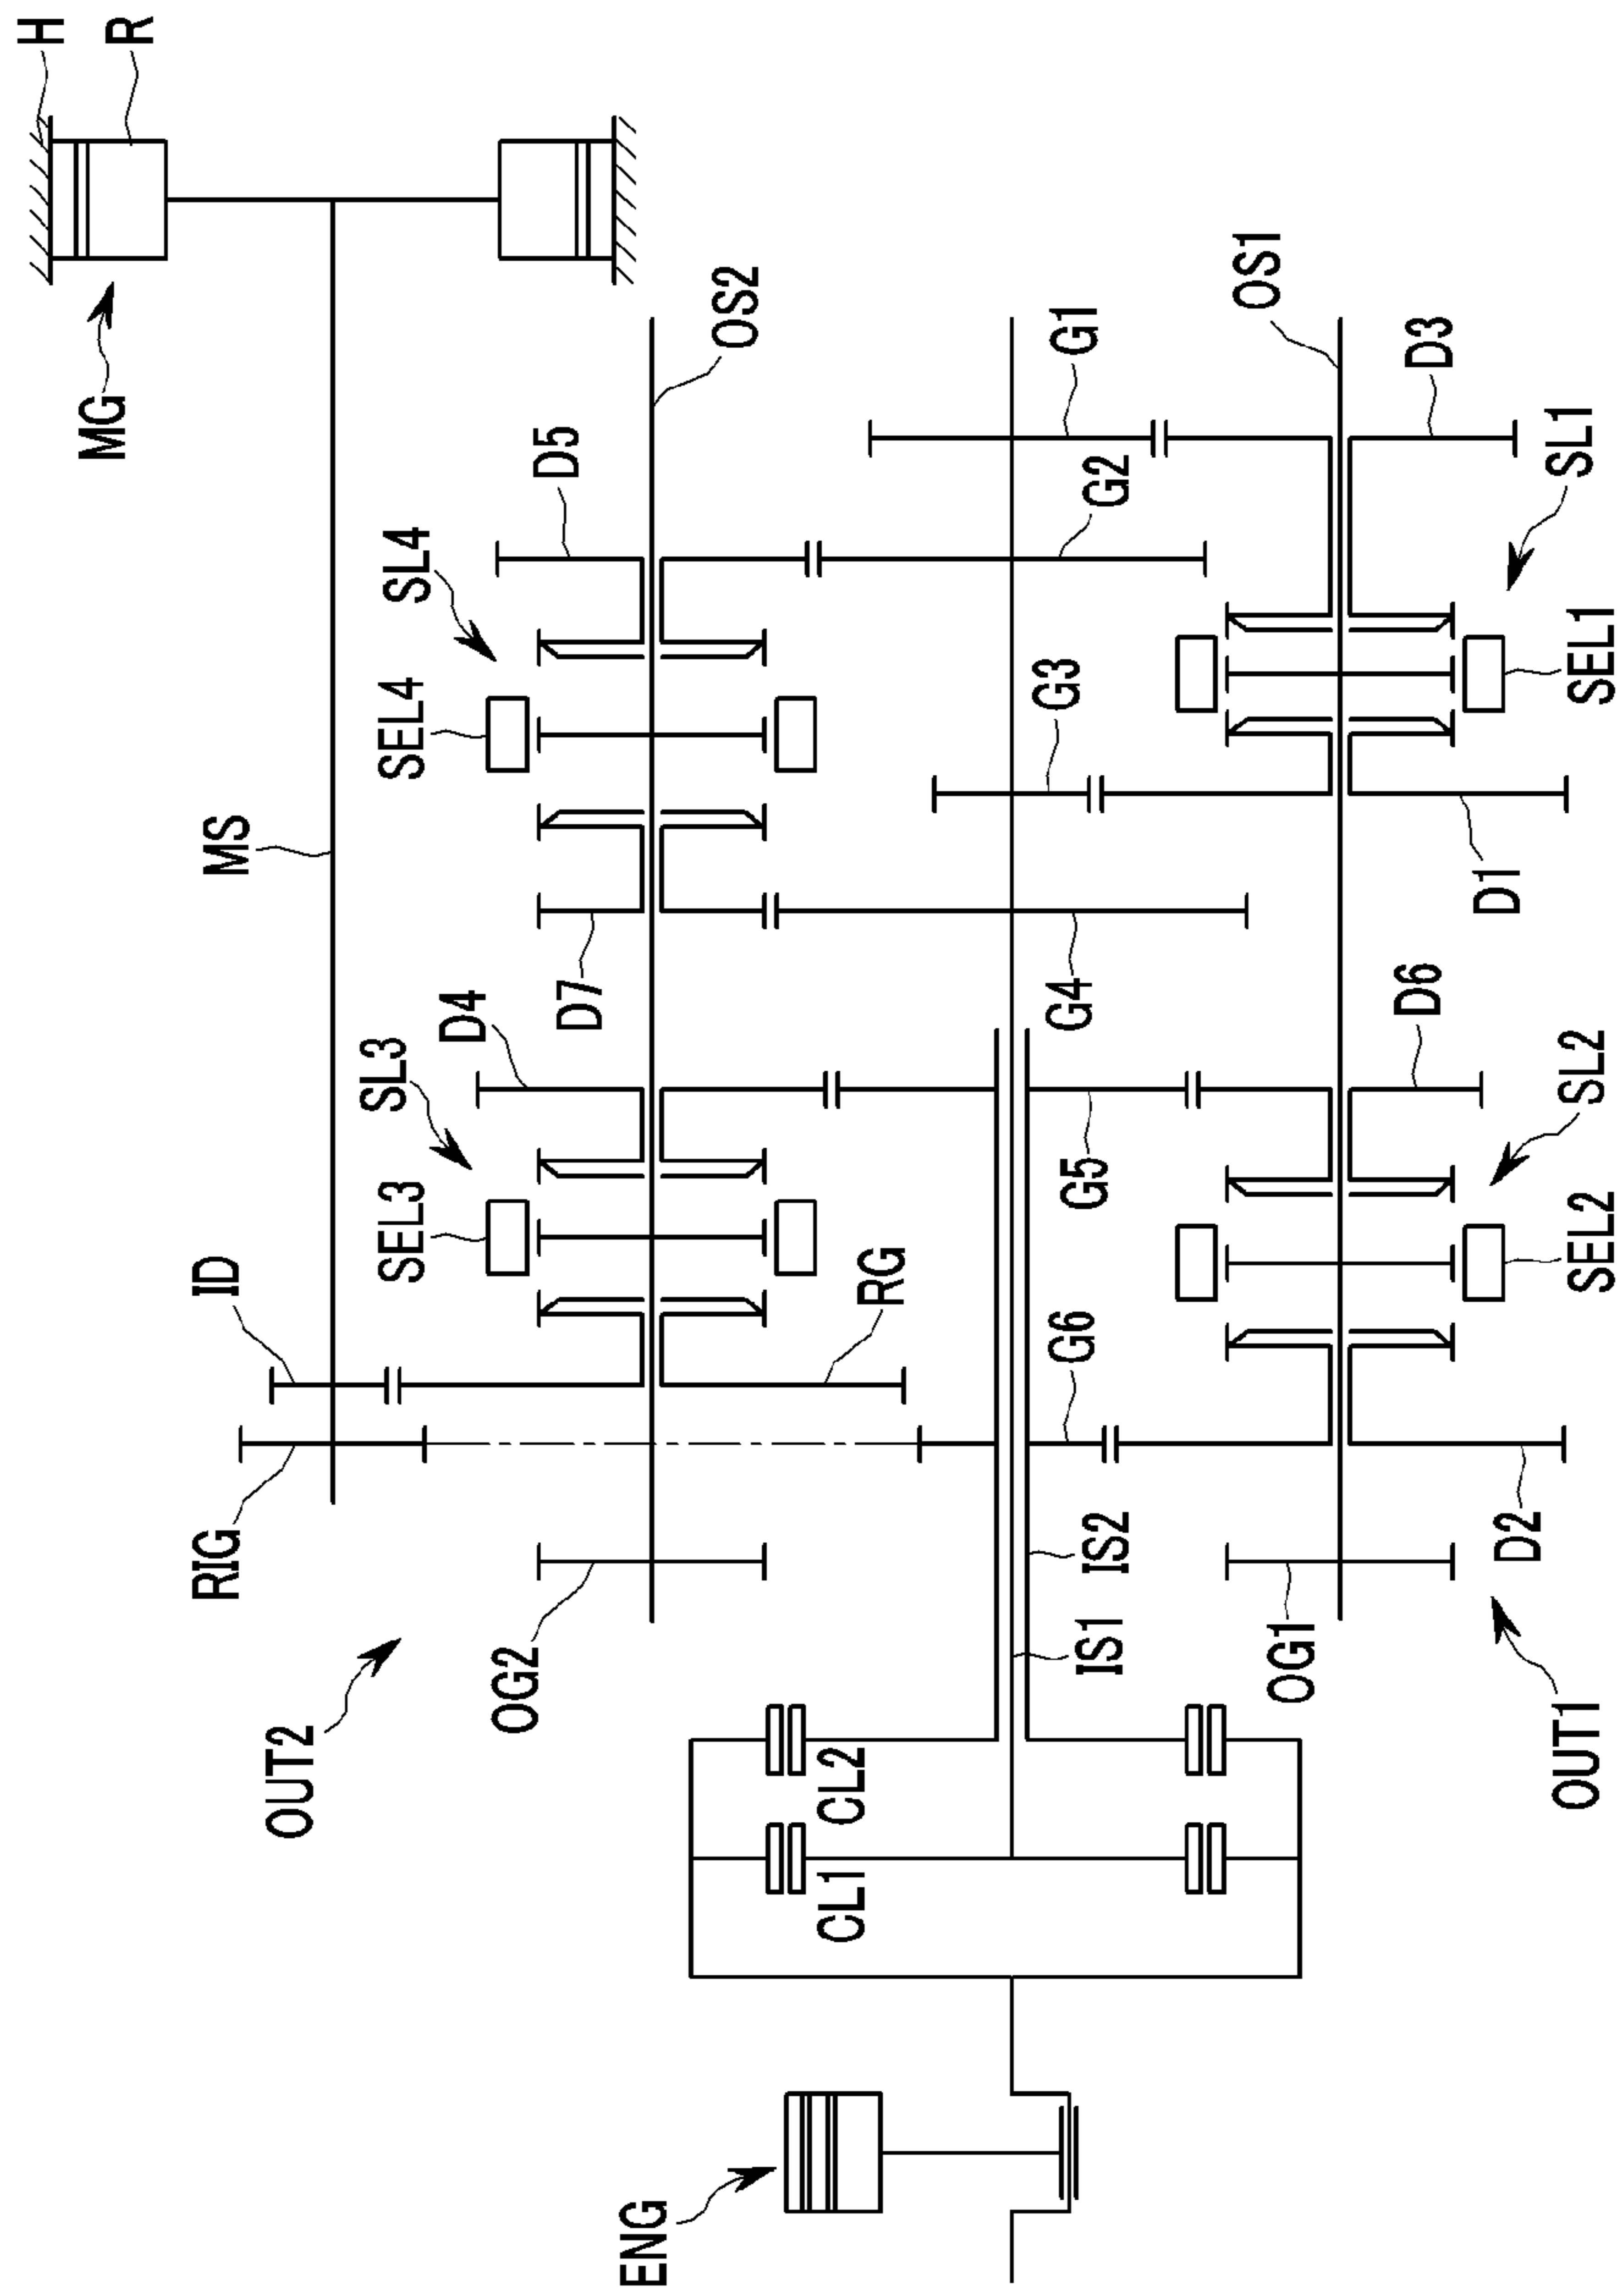 ENG
OUT2
CL1
CL2
RIG
OG2
IS1
IS2
OG1
OUT1
D2
ID
SEL3
RG
G6
SEL2
SL3
D4
D7
G5
G4
D6
SL2
MS
SEL4
SL4
D5
G3
D1
SEL1
SL1
G2
G1
D3
MG
OS2
OS1
H
R